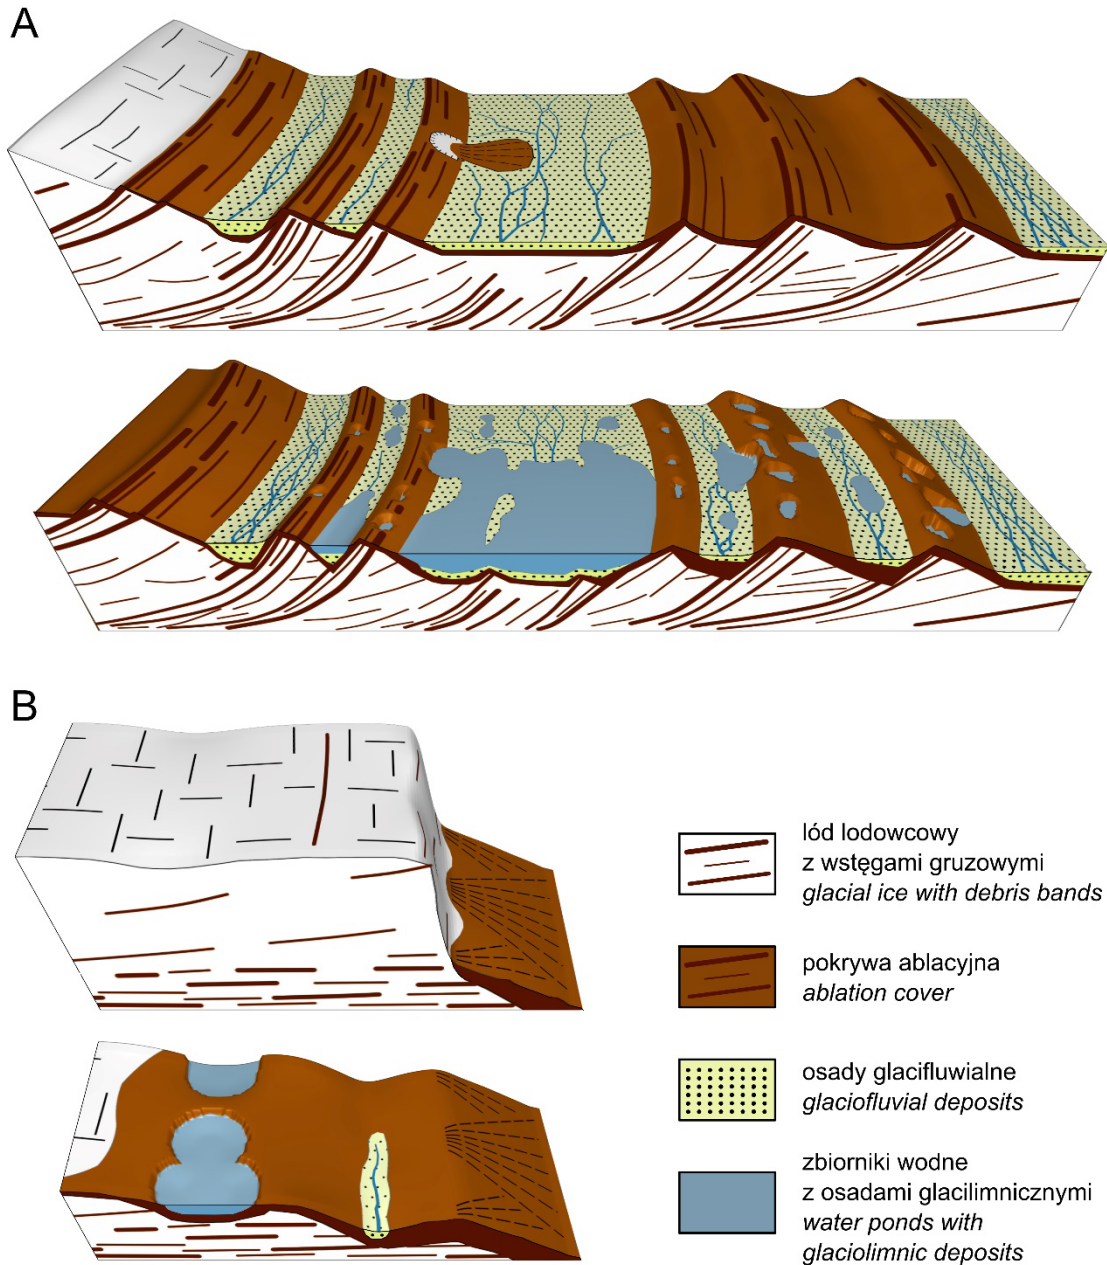 A
B
lód lodowcowy
z wstęgami gruzowymi
glacial ice with debris bands
pokrywa ablacyjna
ablation cover
osady glacifluwialne
glaciofluvial deposits
zbiorniki wodne
z osadami glacilimnicznymi
water ponds with
glaciolimnic deposits